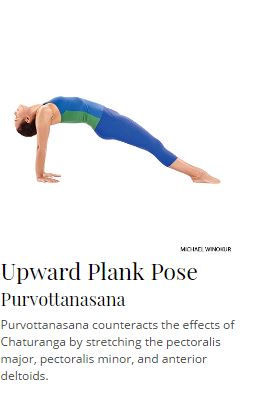 MICHAEL WINOKUR
Upward Plank Pose
Purvottanasana
Purvottanasana counteracts the effects of
Chaturanga by stretching the pectoralis
major, pectoralis minor, and anterior
deltoids.